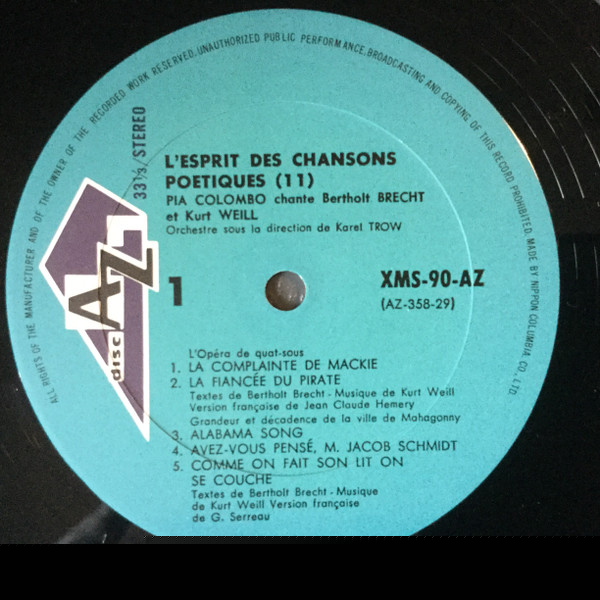 ALL RIGHTS OF THE MANUFACTURER AND OF THE OWNER OF THE RECORDED WORK RESERVED. UNAUTHORIZED PUBLIC PERFORMANCE, BROADCASTING AND COPYING OF THIS RECORD PROHIBITED. MADE BY NIPPON COLUMBIA CO., LTD.
33 1/3/STEREO
L'ESPRIT DES CHANSONS
POETIQUES (11)
PIA COLOMBO chante Bertholt BRECHT
et Kurt WEILL
Orchestre sous la direction de Karel TROW
disc AZ
1
XMS-90-AZ
(AZ-358-29)
L'Opéra de quat-sous
1. LA COMPLAINTE DE MACKIE
2. LA FIANCÉE DU PIRATE
Textes de Bertholt Brecht - Musique de Kurt Weill
Version française de Jean Claude Hemery
Grandeur et décadence de la ville de Mahagonny
3. ALABAMA SONG
4. AVEZ-VOUS PENSÉ, M. JACOB SCHMIDT
5. COMME ON FAIT SON LIT ON
SE COUCHE
Textes de Bertholt Brecht - Musique
de Kurt Weill Version française
de G. Serreau